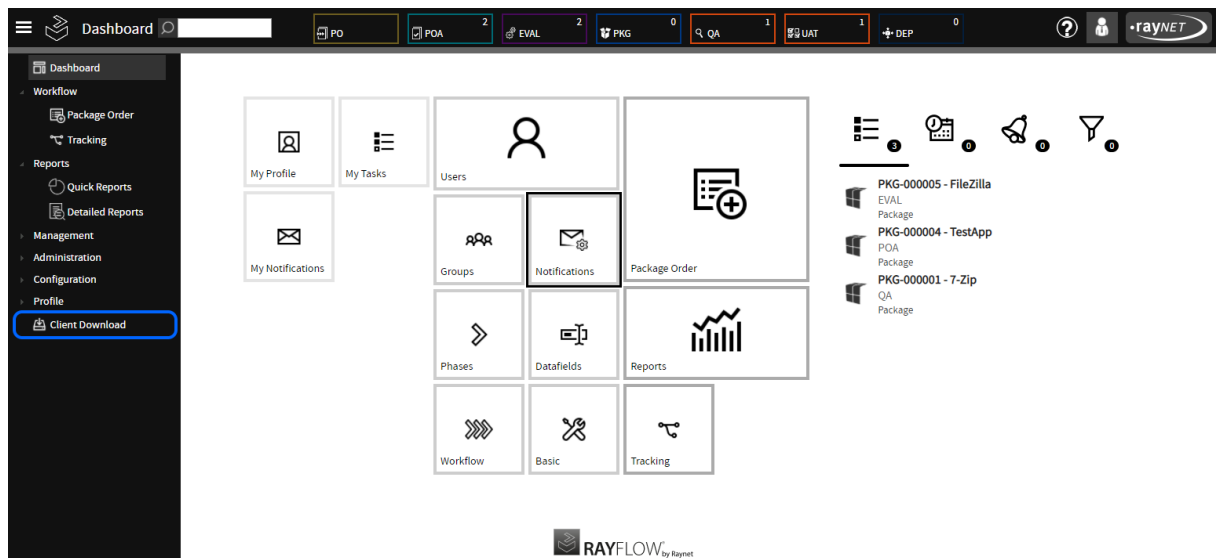 Dashboard
PO
POA 2
EVAL 2
PKG 0
QA 1
UAT 1
DEP 0
?
raynet
Dashboard
Workflow
Package Order
Tracking
Reports
Quick Reports
Detailed Reports
Management
Administration
Configuration
Profile
Client Download
My Profile
My Tasks
Users
My Notifications
Groups
Notifications
Package Order
Phases
Datafields
Reports
Workflow
Basic
Tracking
3
0
0
0
PKG-000005 - FileZilla
EVAL
Package
PKG-000004 - TestApp
POA
Package
PKG-000001 - 7-Zip
QA
Package
RAYFLOW by Raynet